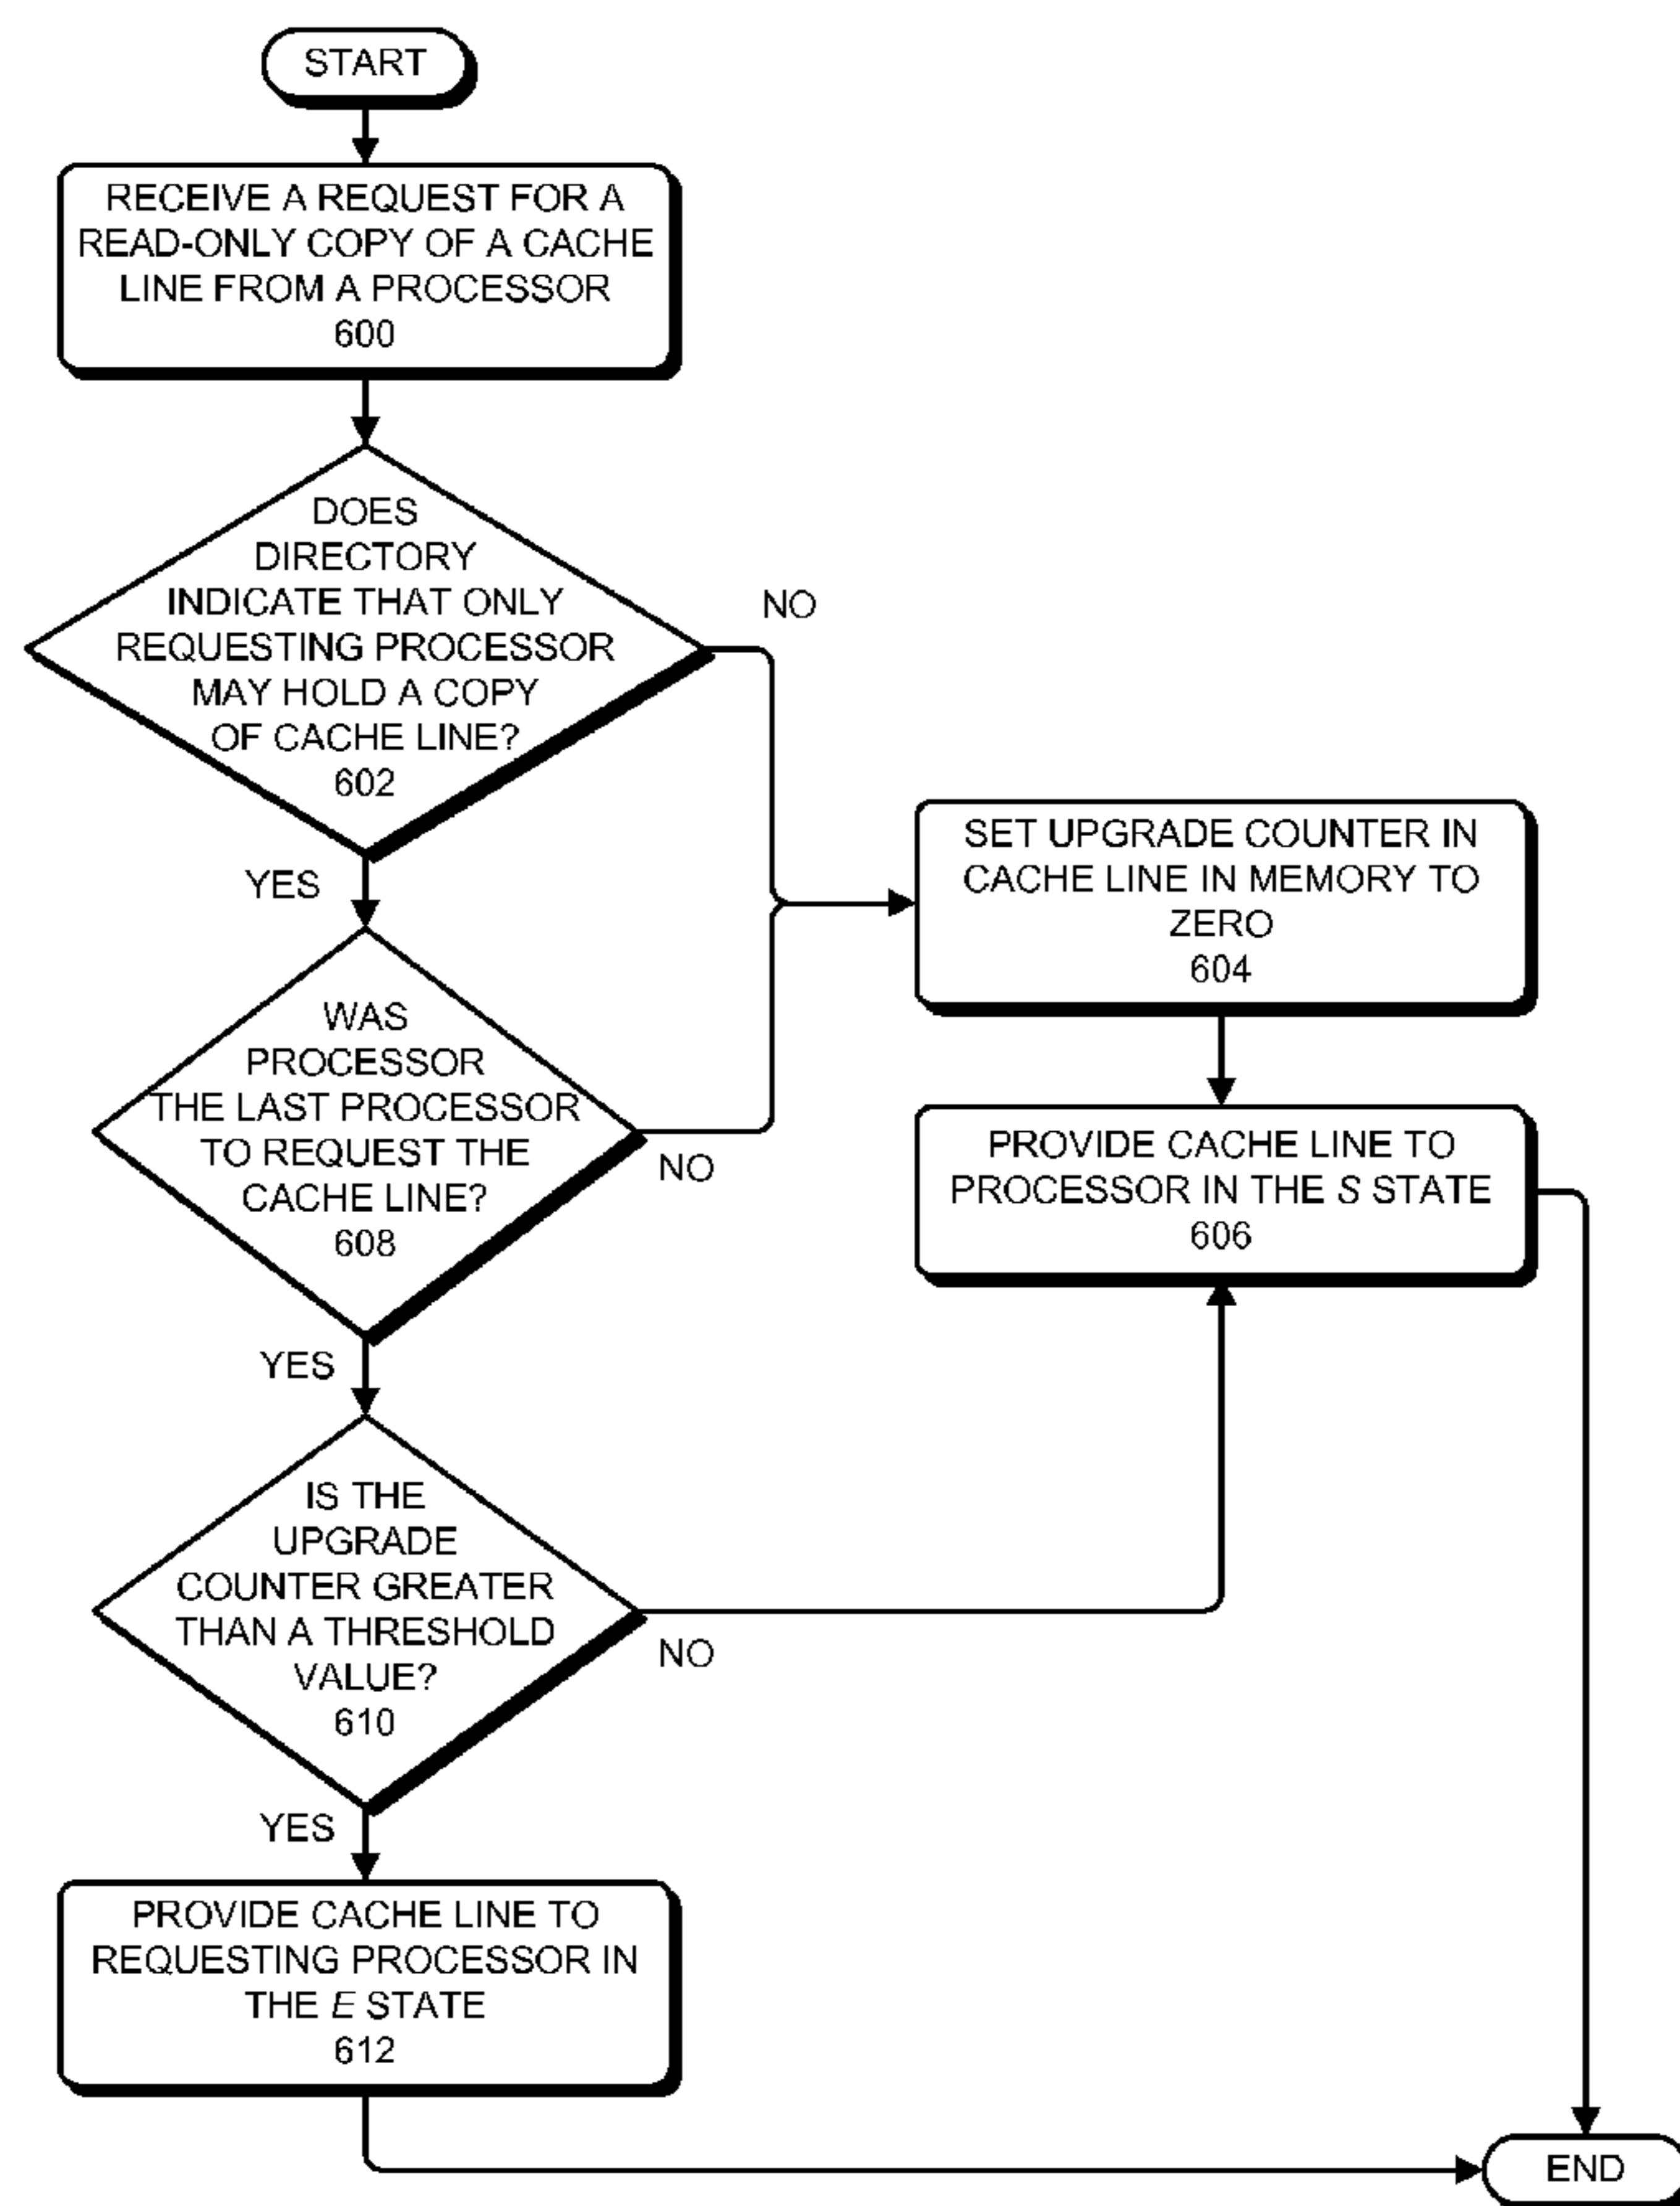 START
RECEIVE A REQUEST FOR A
READ-ONLY COPY OF A CACHE
LINE FROM A PROCESSOR
600
DOES
DIRECTORY
INDICATE THAT ONLY
REQUESTING PROCESSOR
MAY HOLD A COPY
OF CACHE LINE?
602
NO
YES
SET UPGRADE COUNTER IN
CACHE LINE IN MEMORY TO
ZERO
604
WAS
PROCESSOR
THE LAST PROCESSOR
TO REQUEST THE
CACHE LINE?
608
NO
YES
PROVIDE CACHE LINE TO
PROCESSOR IN THE S STATE
606
IS THE
UPGRADE
COUNTER GREATER
THAN A THRESHOLD
VALUE?
610
NO
YES
PROVIDE CACHE LINE TO
REQUESTING PROCESSOR IN
THE E STATE
612
END